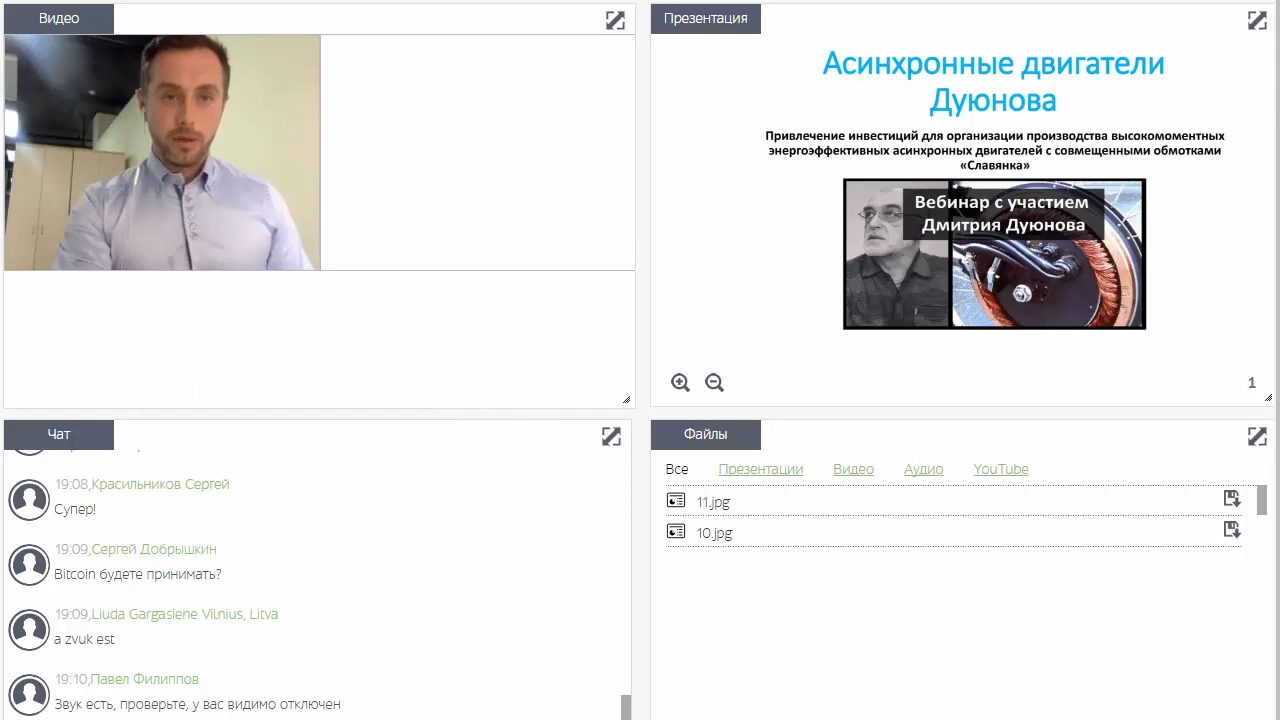 Видео
Презентация
Асинхронные двигатели
Дуюнова
Привлечение инвестиций для организации производства высокомоментных
энергоэффективных асинхронных двигателей с совмещенными обмотками
«Славянка»
Вебинар с участием
Дмитрия Дуюнова
1
Чат
19:08,Красильников Сергей
Супер!
19:09,Сергей Добрышкин
Bitcoin будете принимать?
19:09,Liuda Gargasiene Vilnius, Litva
a zvuk est
19:10,Павел Филиппов
Звук есть, проверьте, у вас видимо отключен
Файлы
Все Презентации Видео Аудио YouTube
11.jpg
10.jpg